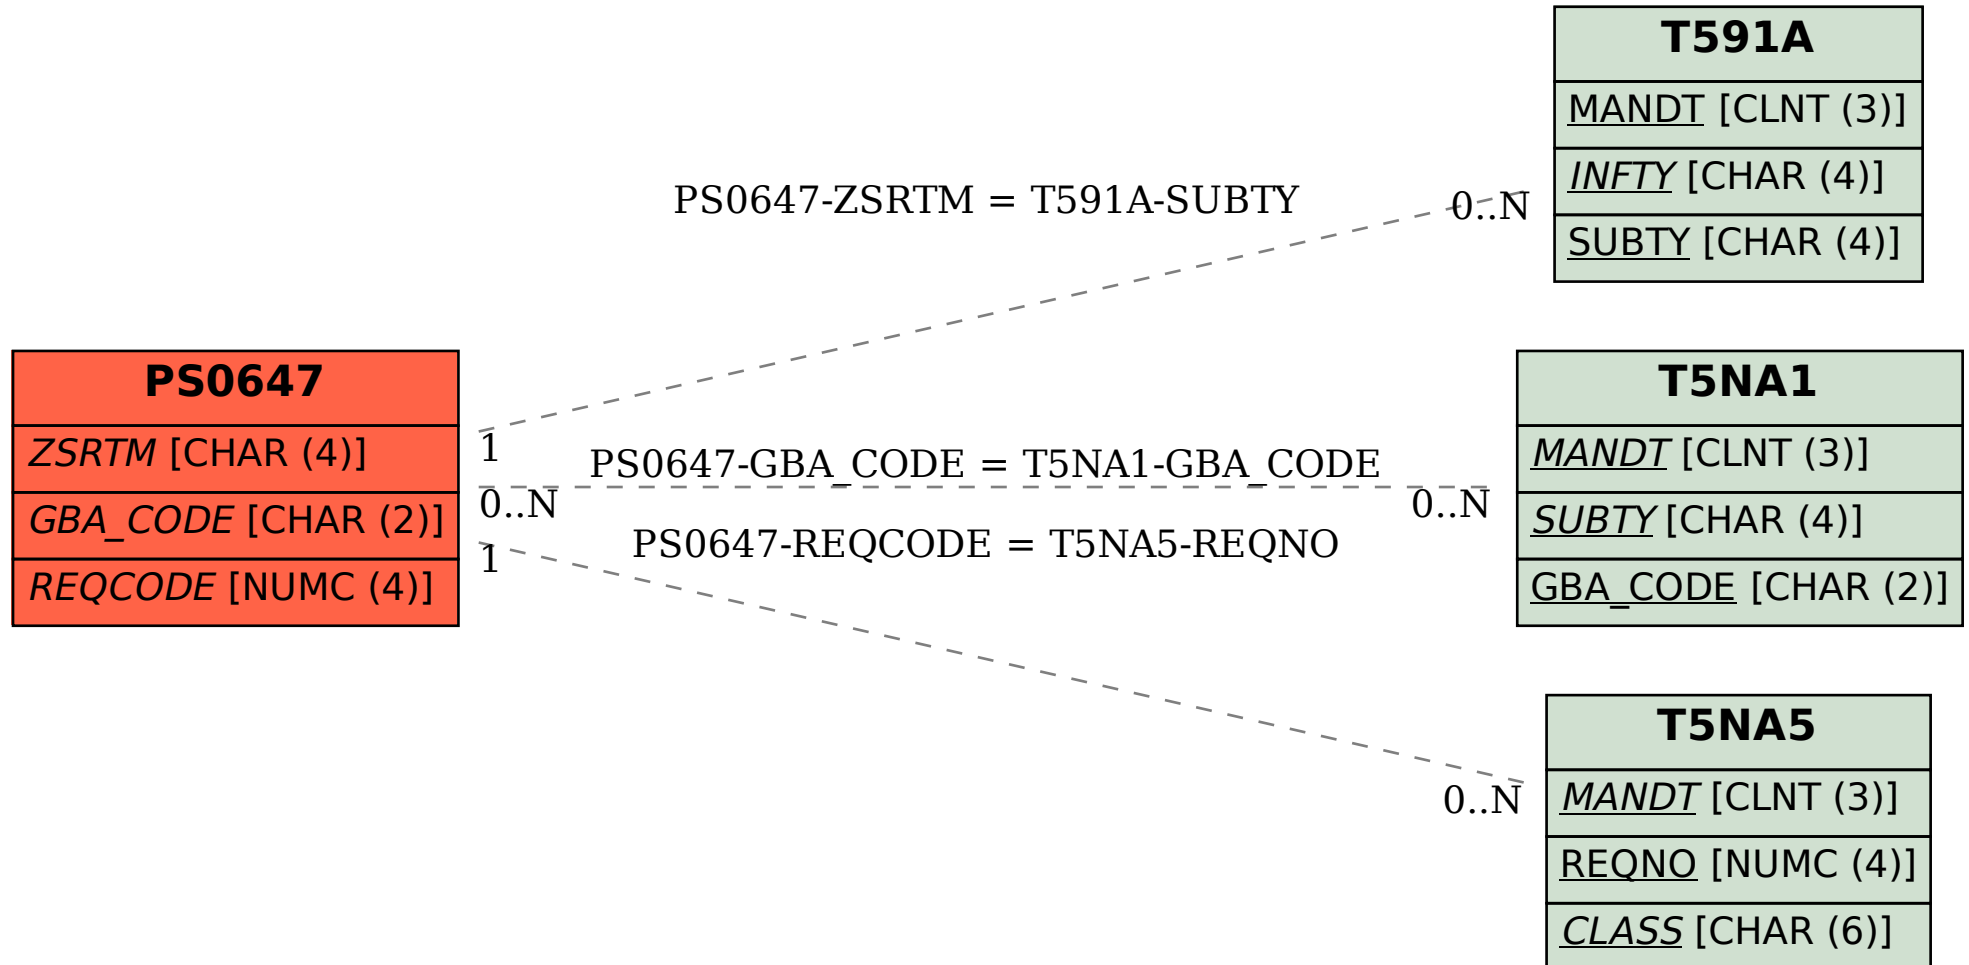 T591A
MANDT [CLNT (3)]
INFTY [CHAR (4)]
SUBTY [CHAR (4)]
PS0647-ZSRTM = T591A-SUBTY
0..N
PS0647
ZSRTM [CHAR (4)]
GBA_CODE [CHAR (2)]
REQCODE [NUMC (4)]
1
PS0647-GBA_CODE = T5NA1-GBA_CODE
0..N
0..N
1
PS0647-REQCODE = T5NA5-REQNO
T5NA1
MANDT [CLNT (3)]
SUBTY [CHAR (4)]
GBA_CODE [CHAR (2)]
0..N
T5NA5
MANDT [CLNT (3)]
REQNO [NUMC (4)]
CLASS [CHAR (6)]